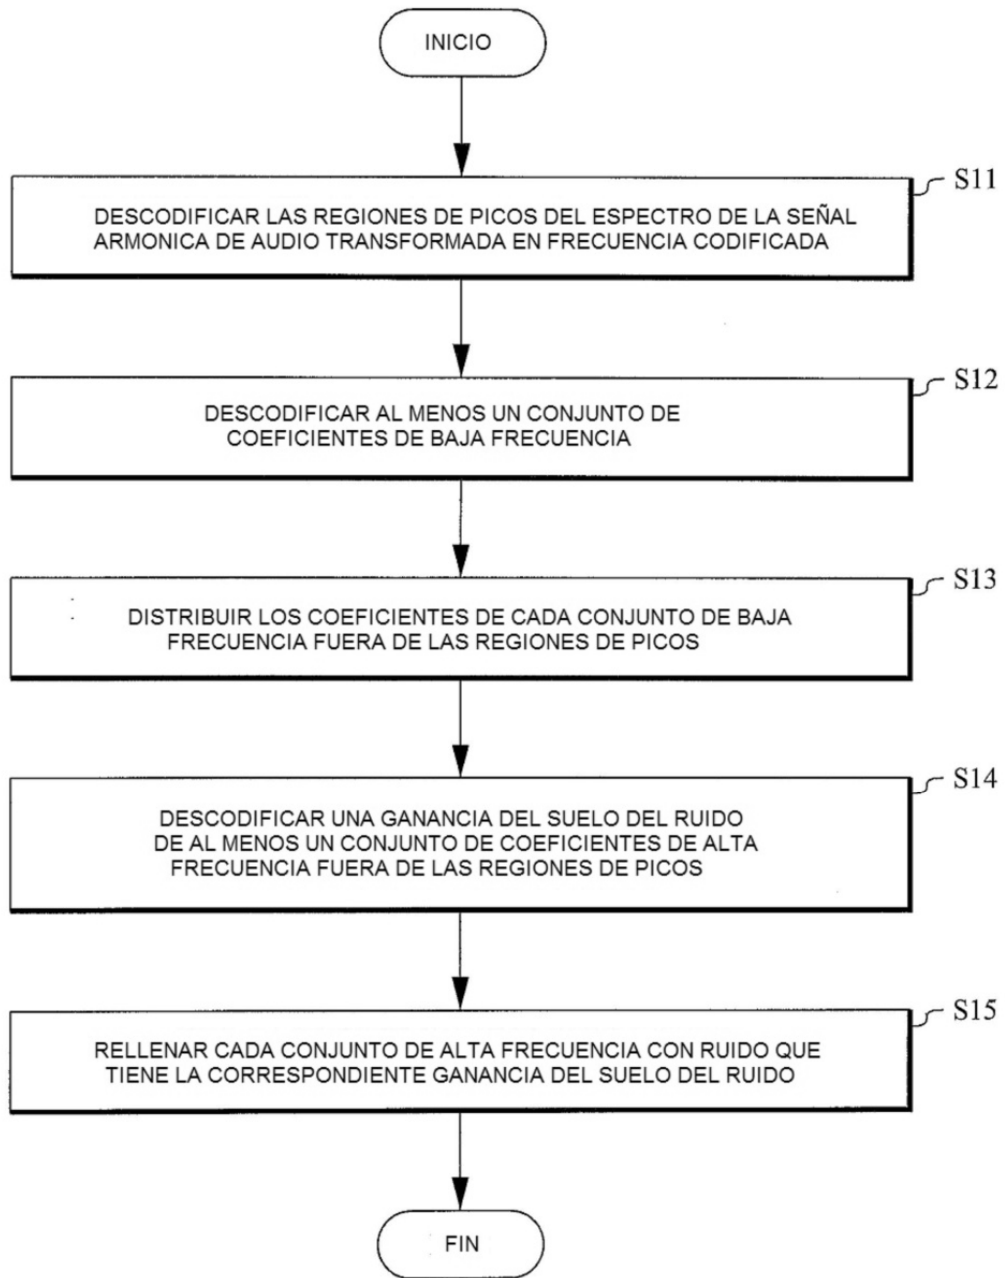 INICIO
S11
DESCODIFICAR LAS REGIONES DE PICOS DEL ESPECTRO DE LA SEÑAL
ARMONICA DE AUDIO TRANSFORMADA EN FRECUENCIA CODIFICADA
S12
DESCODIFICAR AL MENOS UN CONJUNTO DE
COEFICIENTES DE BAJA FRECUENCIA
S13
DISTRIBUIR LOS COEFICIENTES DE CADA CONJUNTO DE BAJA
FRECUENCIA FUERA DE LAS REGIONES DE PICOS
S14
DESCODIFICAR UNA GANANCIA DEL SUELO DEL RUIDO
DE AL MENOS UN CONJUNTO DE COEFICIENTES DE ALTA
FRECUENCIA FUERA DE LAS REGIONES DE PICOS
S15
RELLENAR CADA CONJUNTO DE ALTA FRECUENCIA CON RUIDO QUE
TIENE LA CORRESPONDIENTE GANANCIA DEL SUELO DEL RUIDO
FIN